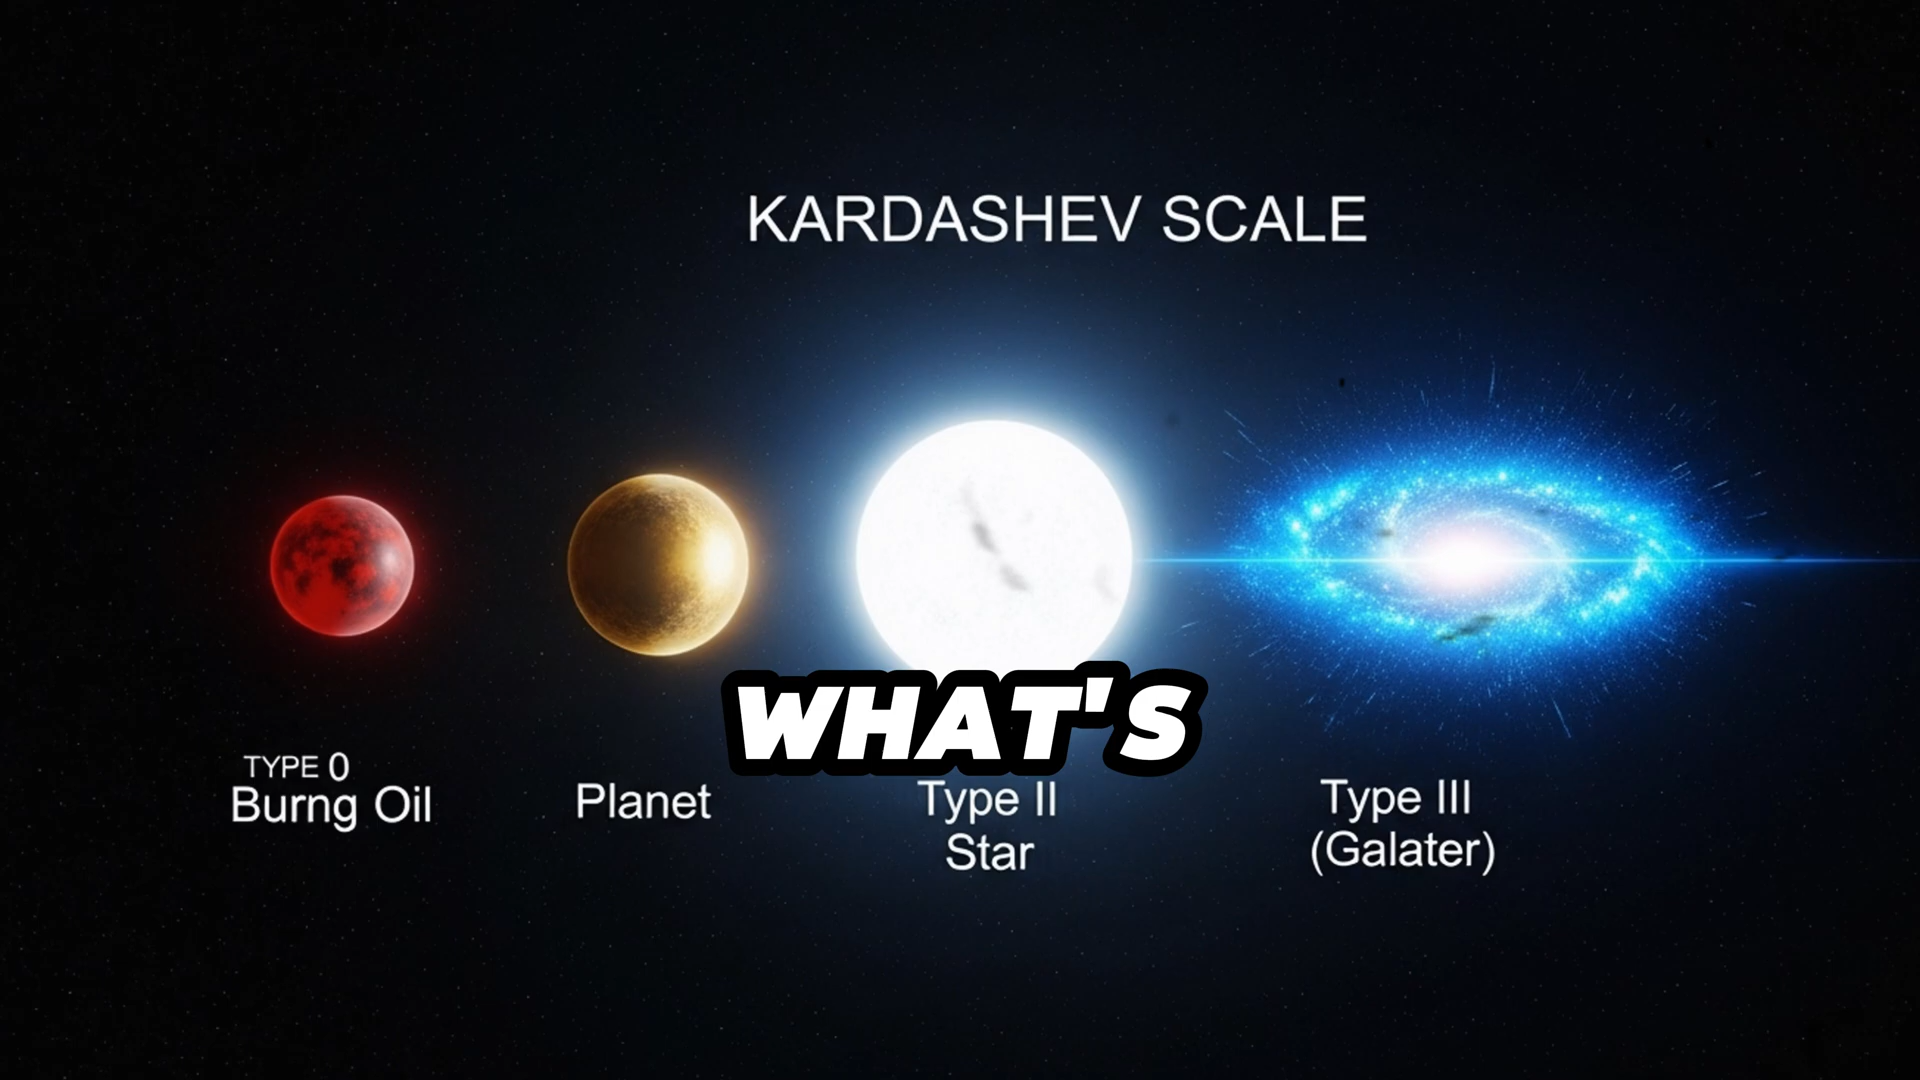 KARDASHEV SCALE
WHAT'S
TYPE 0
Burng Oil
Planet
Type II
Star
Type III
(Galater)